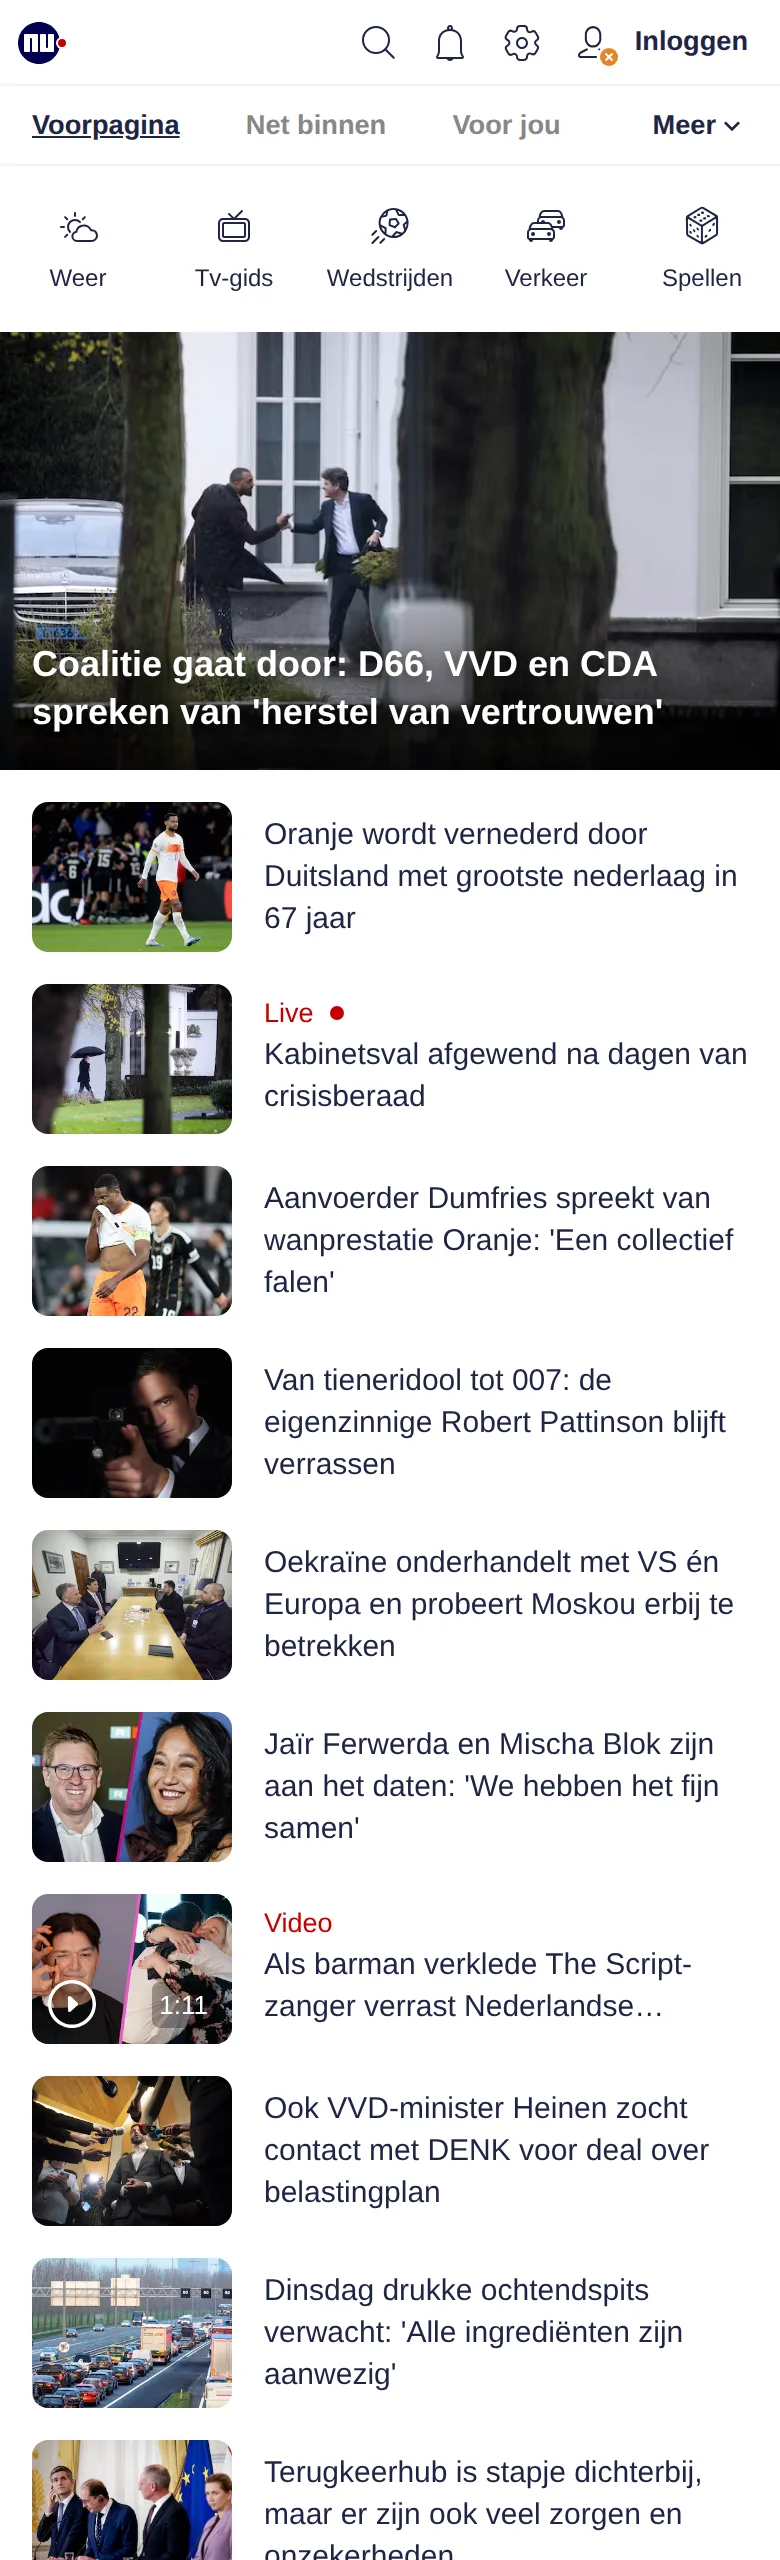 nu
Inloggen
Voorpagina
Net binnen
Voor jou
Meer
Weer
Tv-gids
Wedstrijden
Verkeer
Spellen
Coalitie gaat door: D66, VVD en CDA
spreken van 'herstel van vertrouwen'
Oranje wordt vernederd door
Duitsland met grootste nederlaag in
67 jaar
Live
Kabinetsval afgewend na dagen van
crisisberaad
Aanvoerder Dumfries spreekt van
wanprestatie Oranje: 'Een collectief
falen'
Van tieneridool tot 007: de
eigenzinnige Robert Pattinson blijft
verrassen
Oekraïne onderhandelt met VS én
Europa en probeert Moskou erbij te
betrekken
Jaïr Ferwerda en Mischa Blok zijn
aan het daten: 'We hebben het fijn
samen'
1:11
Video
Als barman verklede The Script-
zanger verrast Nederlandse...
Ook VVD-minister Heinen zocht
contact met DENK voor deal over
belastingplan
Dinsdag drukke ochtendspits
verwacht: 'Alle ingrediënten zijn
aanwezig'
Terugkeerhub is stapje dichterbij,
maar er zijn ook veel zorgen en
onzekerheden